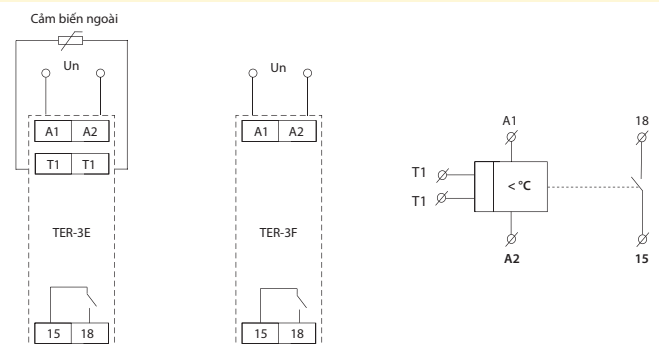 Cảm biến ngoài
Un
A1 A2
T1 T1
TER-3E
15 18
Un
A1 A2
TER-3F
15 18
A1
18
T1
T1
< °C
A2
15